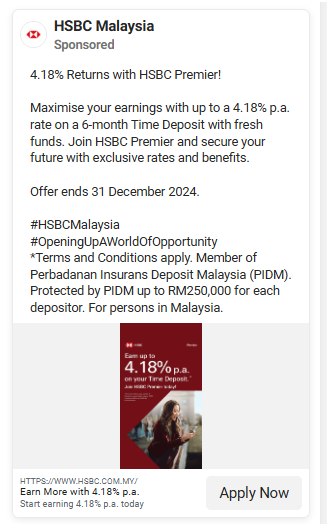 HSBC Malaysia
Sponsored
4.18% Returns with HSBC Premier!
Maximise your earnings with up to a 4.18% p.a.
rate on a 6-month Time Deposit with fresh
funds. Join HSBC Premier and secure your
future with exclusive rates and benefits.
Offer ends 31 December 2024.
#HSBCMalaysia
#OpeningUpAWorldOfOpportunity
*Terms and Conditions apply. Member of
Perbadanan Insurans Deposit Malaysia (PIDM).
Protected by PIDM up to RM250,000 for each
depositor. For persons in Malaysia.
HSBC
Earn up to
4.18% p.a.
on your Time Deposit.*
Join HSBC Premier today!
HTTPS://WWW.HSBC.COM.MY/
Earn More with 4.18% p.a.
Start earning 4.18% p.a. today
Apply Now